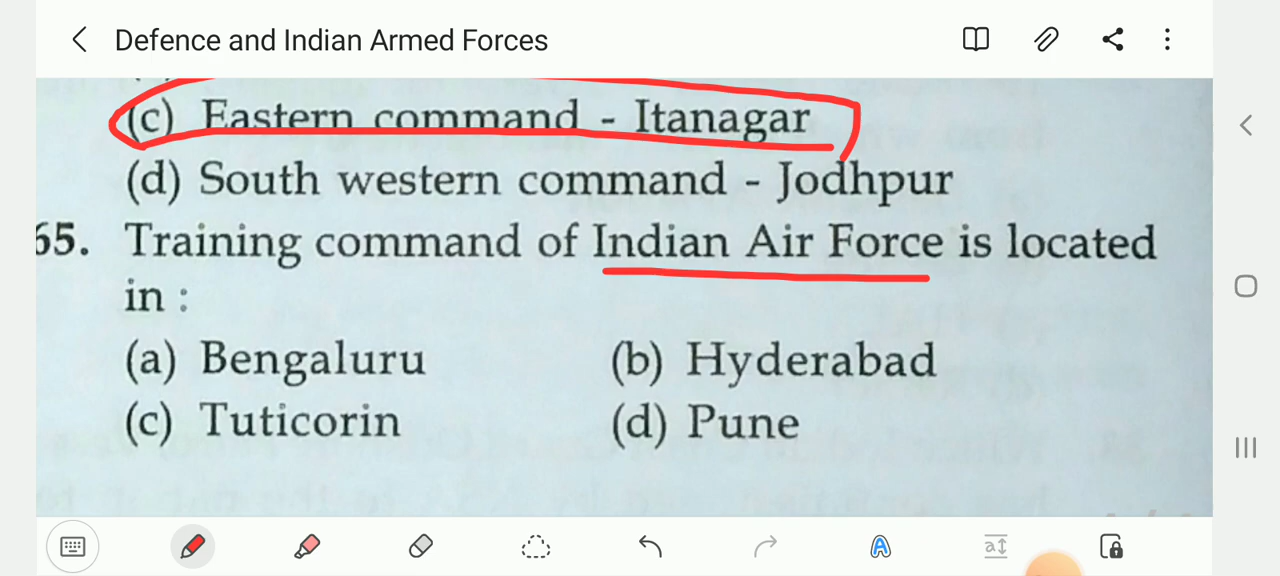 Defence and Indian Armed Forces
(c) Eastern command - Itanagar
(d) South western command - Jodhpur
65. Training command of Indian Air Force is located
in :
(a) Bengaluru (b) Hyderabad
(c) Tuticorin (d) Pune